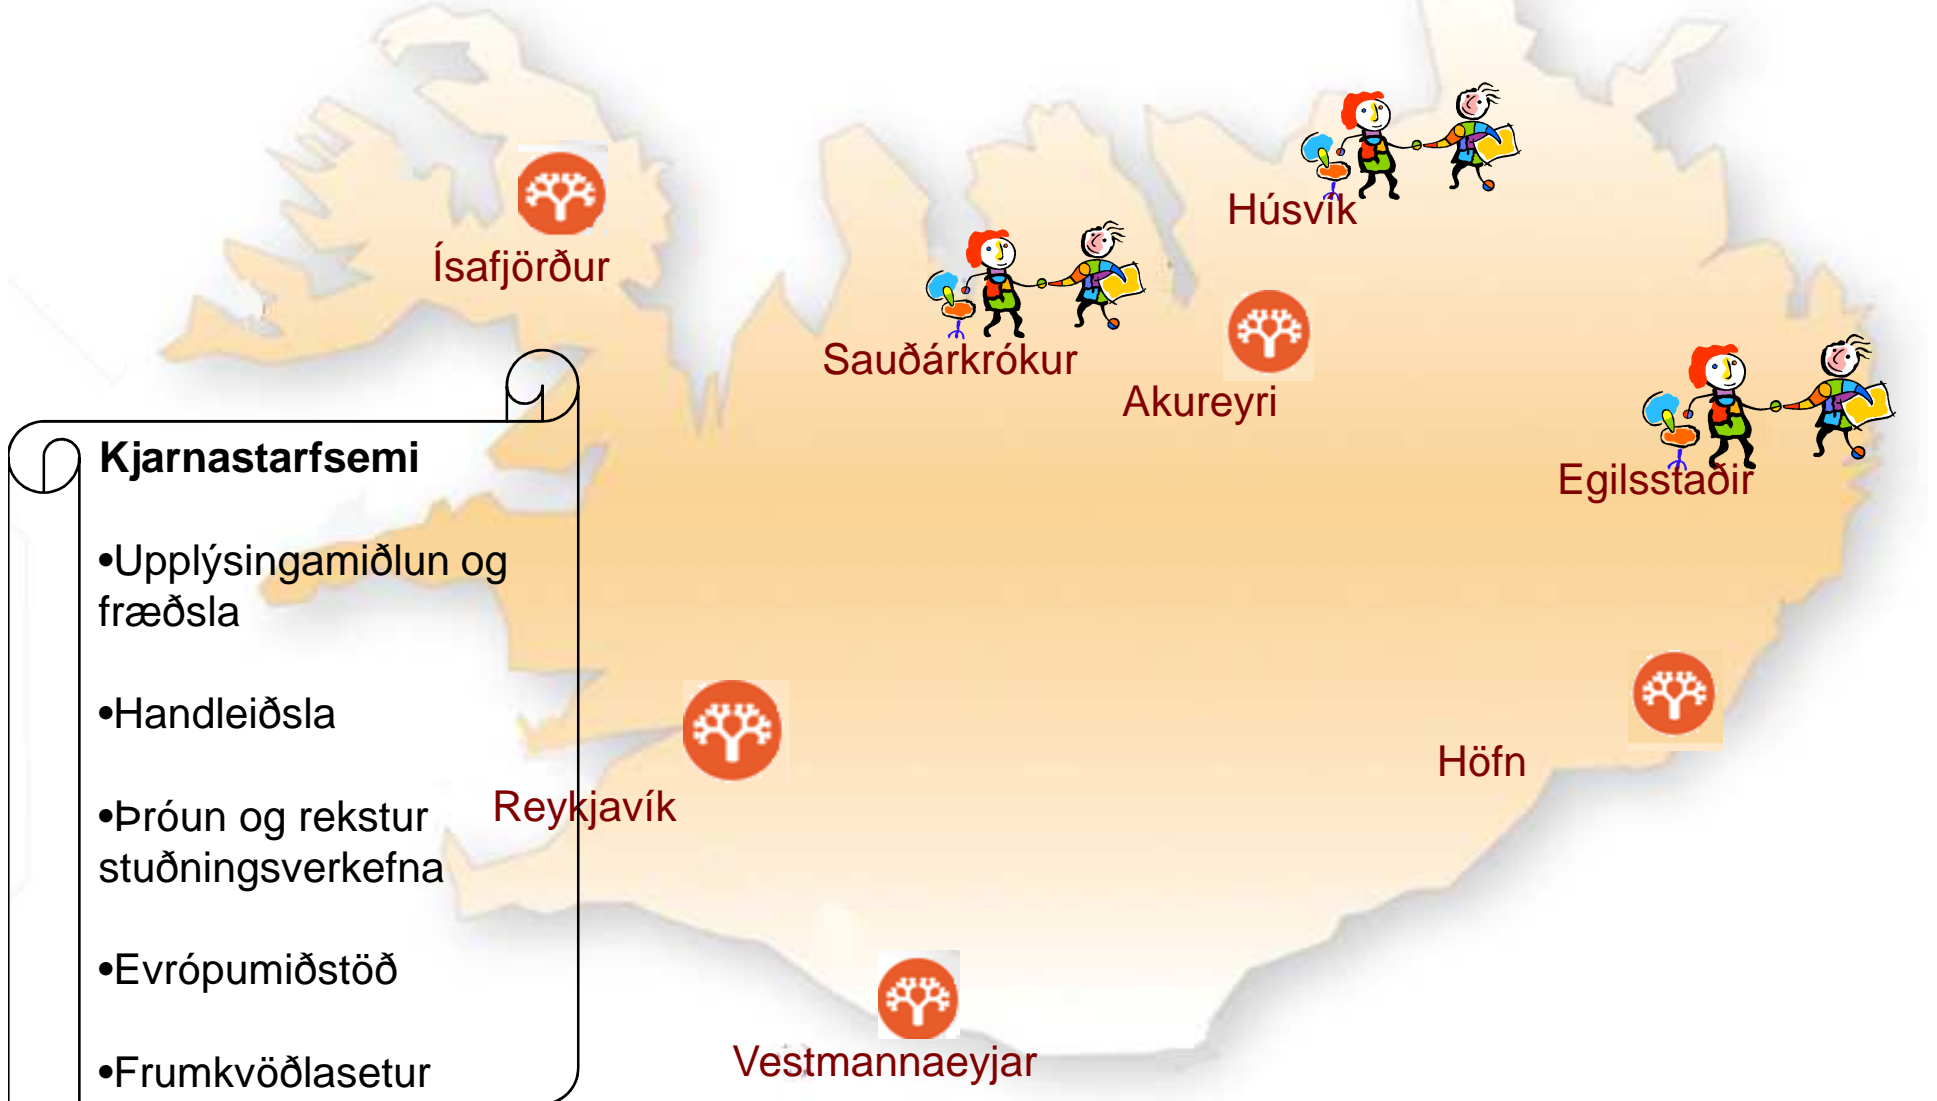 Húsvík
Ísafjörður
Sauðárkrókur
Akureyri
Egilsstaðir
Kjarnastarfsemi
•Upplýsingamiðlun og
fræðsla
•Handleiðsla
•Þróun og rekstur
stuðningsverkefna
•Evrópumiðstöð
•Frumkvöðlasetur
Höfn
Reykjavík
Vestmannaeyjar